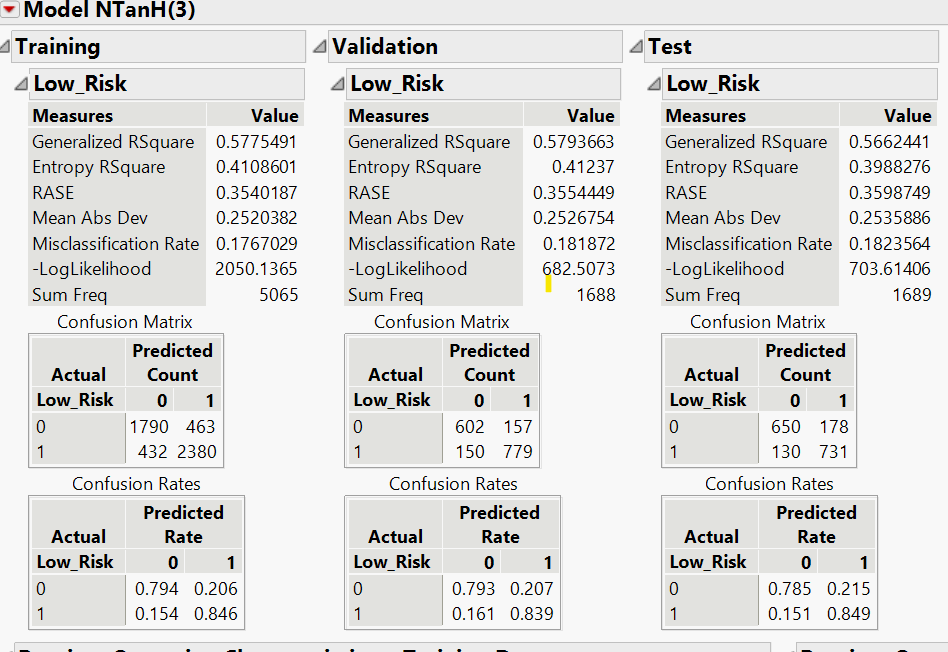 Model NTanH(3)
Training
Low_Risk
Measures Value
Generalized RSquare 0.5775491
Entropy RSquare 0.4108601
RASE 0.3540187
Mean Abs Dev 0.2520382
Misclassification Rate 0.1767029
-LogLikelihood 2050.1365
Sum Freq 5065
Confusion Matrix
Predicted
Actual Count
Low_Risk 0 1
0 1790 463
1 432 2380
Confusion Rates
Predicted
Actual Rate
Low_Risk 0 1
0 0.794 0.206
1 0.154 0.846
Validation
Low_Risk
Measures Value
Generalized RSquare 0.5793663
Entropy RSquare 0.41237
RASE 0.3554449
Mean Abs Dev 0.2526754
Misclassification Rate 0.181872
-LogLikelihood 682.5073
Sum Freq 1688
Confusion Matrix
Predicted
Actual Count
Low_Risk 0 1
0 602 157
1 150 779
Confusion Rates
Predicted
Actual Rate
Low_Risk 0 1
0 0.793 0.207
1 0.161 0.839
Test
Low_Risk
Measures Value
Generalized RSquare 0.5662441
Entropy RSquare 0.3988276
RASE 0.3598749
Mean Abs Dev 0.2535886
Misclassification Rate 0.1823564
-LogLikelihood 703.61406
Sum Freq 1689
Confusion Matrix
Predicted
Actual Count
Low_Risk 0 1
0 650 178
1 130 731
Confusion Rates
Predicted
Actual Rate
Low_Risk 0 1
0 0.785 0.215
1 0.151 0.849